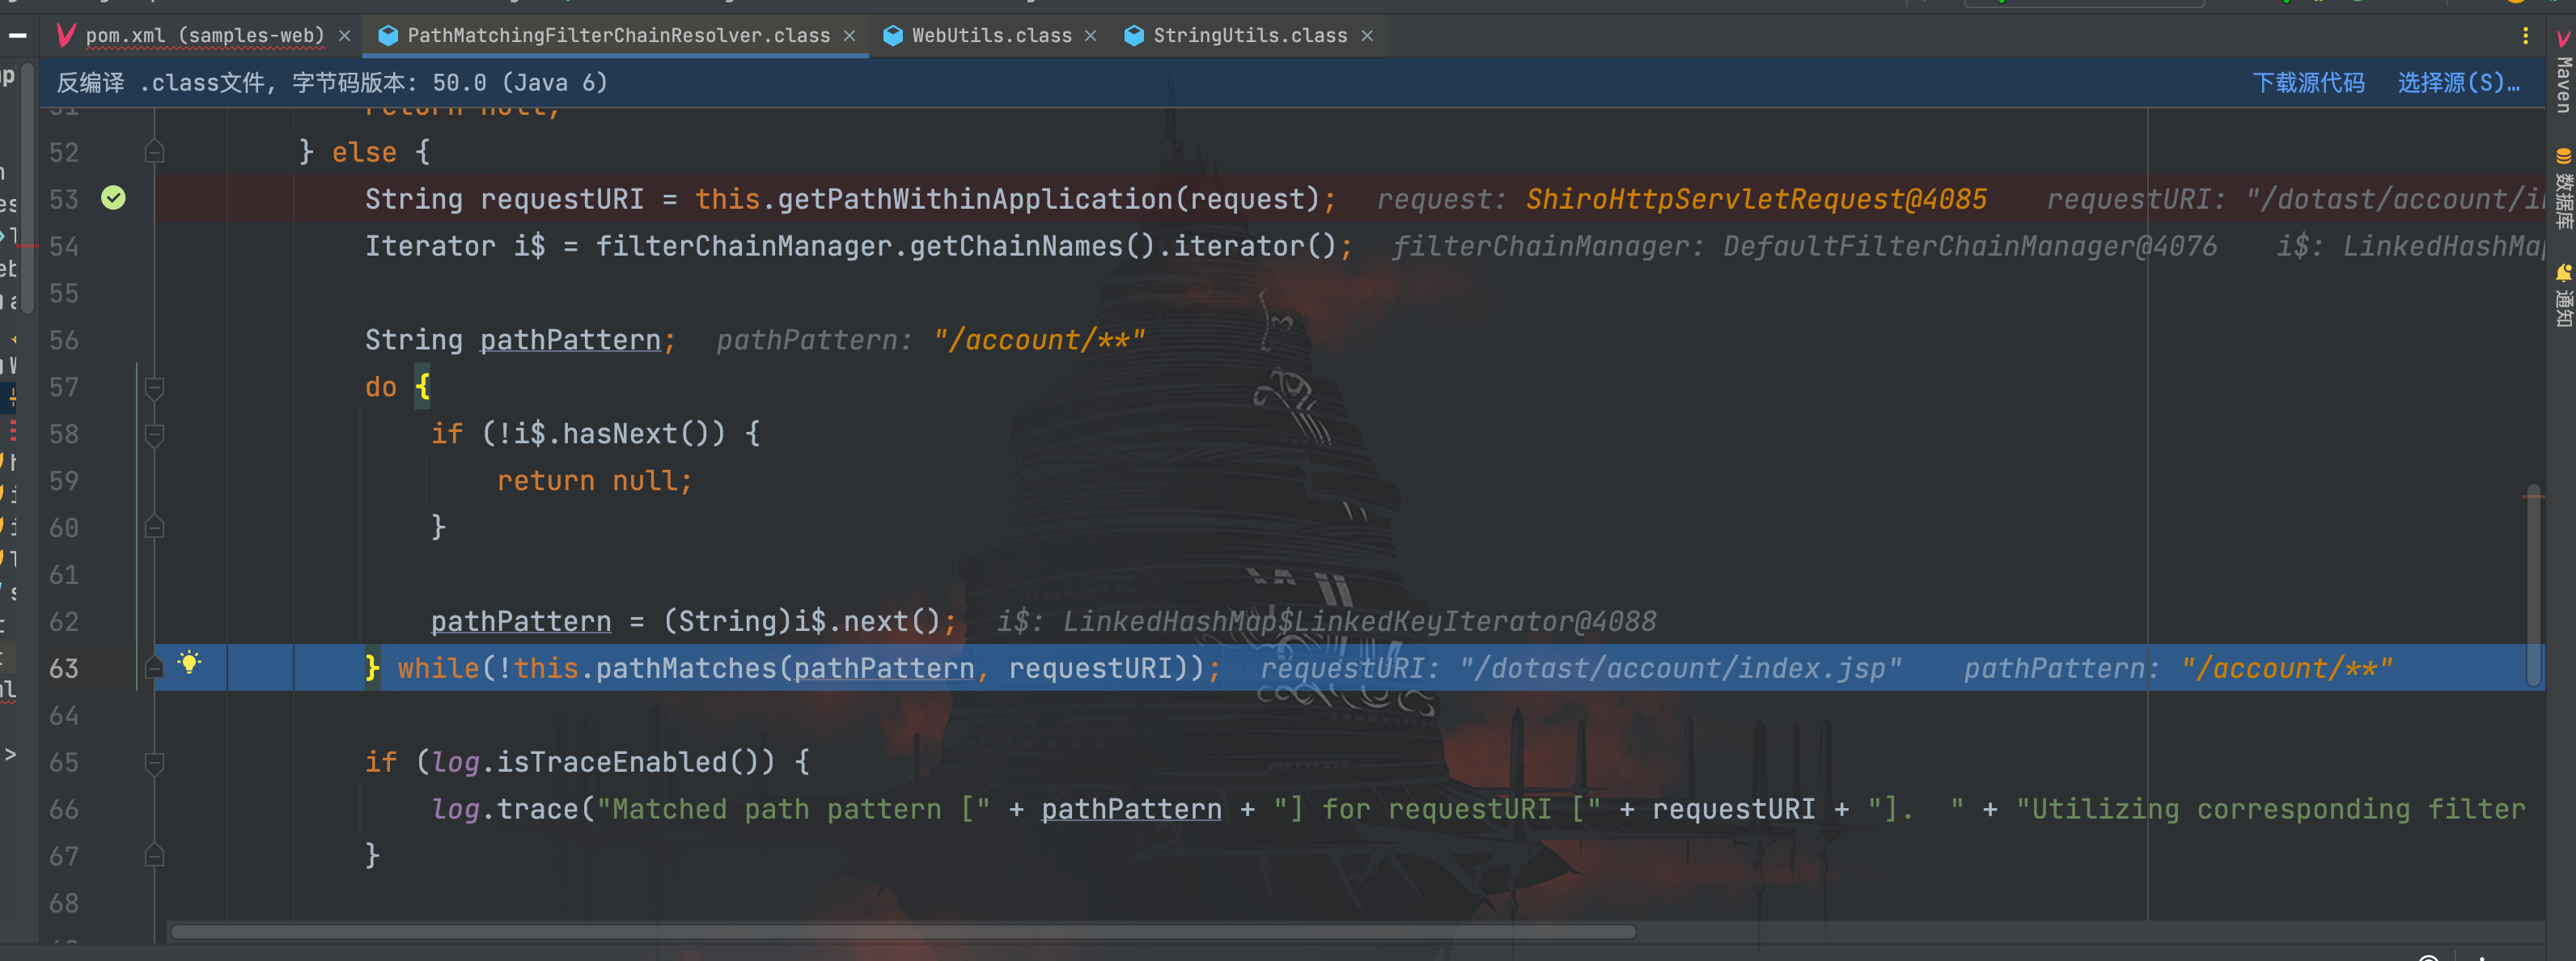 pom.xml (samples-web) PathMatchingFilterChainResolver.class WebUtils.class StringUtils.class
反编译 .class文件, 字节码版本: 50.0 (Java 6) 下载源代码 选择源(S)...
51 return null;
52 } else {
53 String requestURI = this.getPathWithinApplication(request); request: ShiroHttpServletRequest@4085 requestURI: "/dotast/account/i
54 Iterator i$ = filterChainManager.getChainNames().iterator(); filterChainManager: DefaultFilterChainManager@4076 i$: LinkedHashMap
55
56 String pathPattern; pathPattern: "/account/**"
57 do {
58 if (!i$.hasNext()) {
59 return null;
60 }
61
62 pathPattern = (String)i$.next(); i$: LinkedHashMap$LinkedKeyIterator@4088
63 } while(!this.pathMatches(pathPattern, requestURI)); requestURI: "/dotast/account/index.jsp" pathPattern: "/account/**"
64
65 if (log.isTraceEnabled()) {
66 log.trace("Matched path pattern [" + pathPattern + "] for requestURI [" + requestURI + "].  " + "Utilizing corresponding filter
67 }
68
Maven
数据库
通知